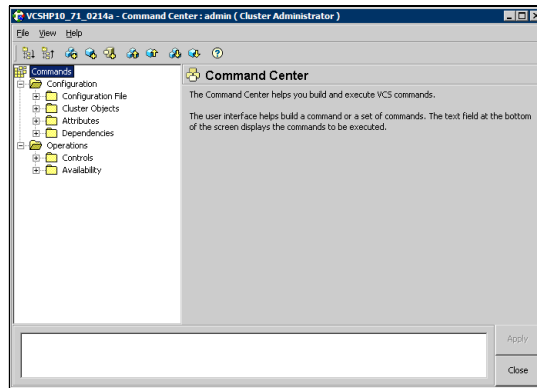 VCSHP10_71_0214a - Command Center : admin ( Cluster Administrator )
File View Help
Commands
Configuration
Configuration File
Cluster Objects
Attributes
Dependencies
Operations
Controls
Availability
Command Center
The Command Center helps you build and execute VCS commands.
The user interface helps build a command or a set of commands. The text field at the bottom
of the screen displays the commands to be executed.
Apply
Close